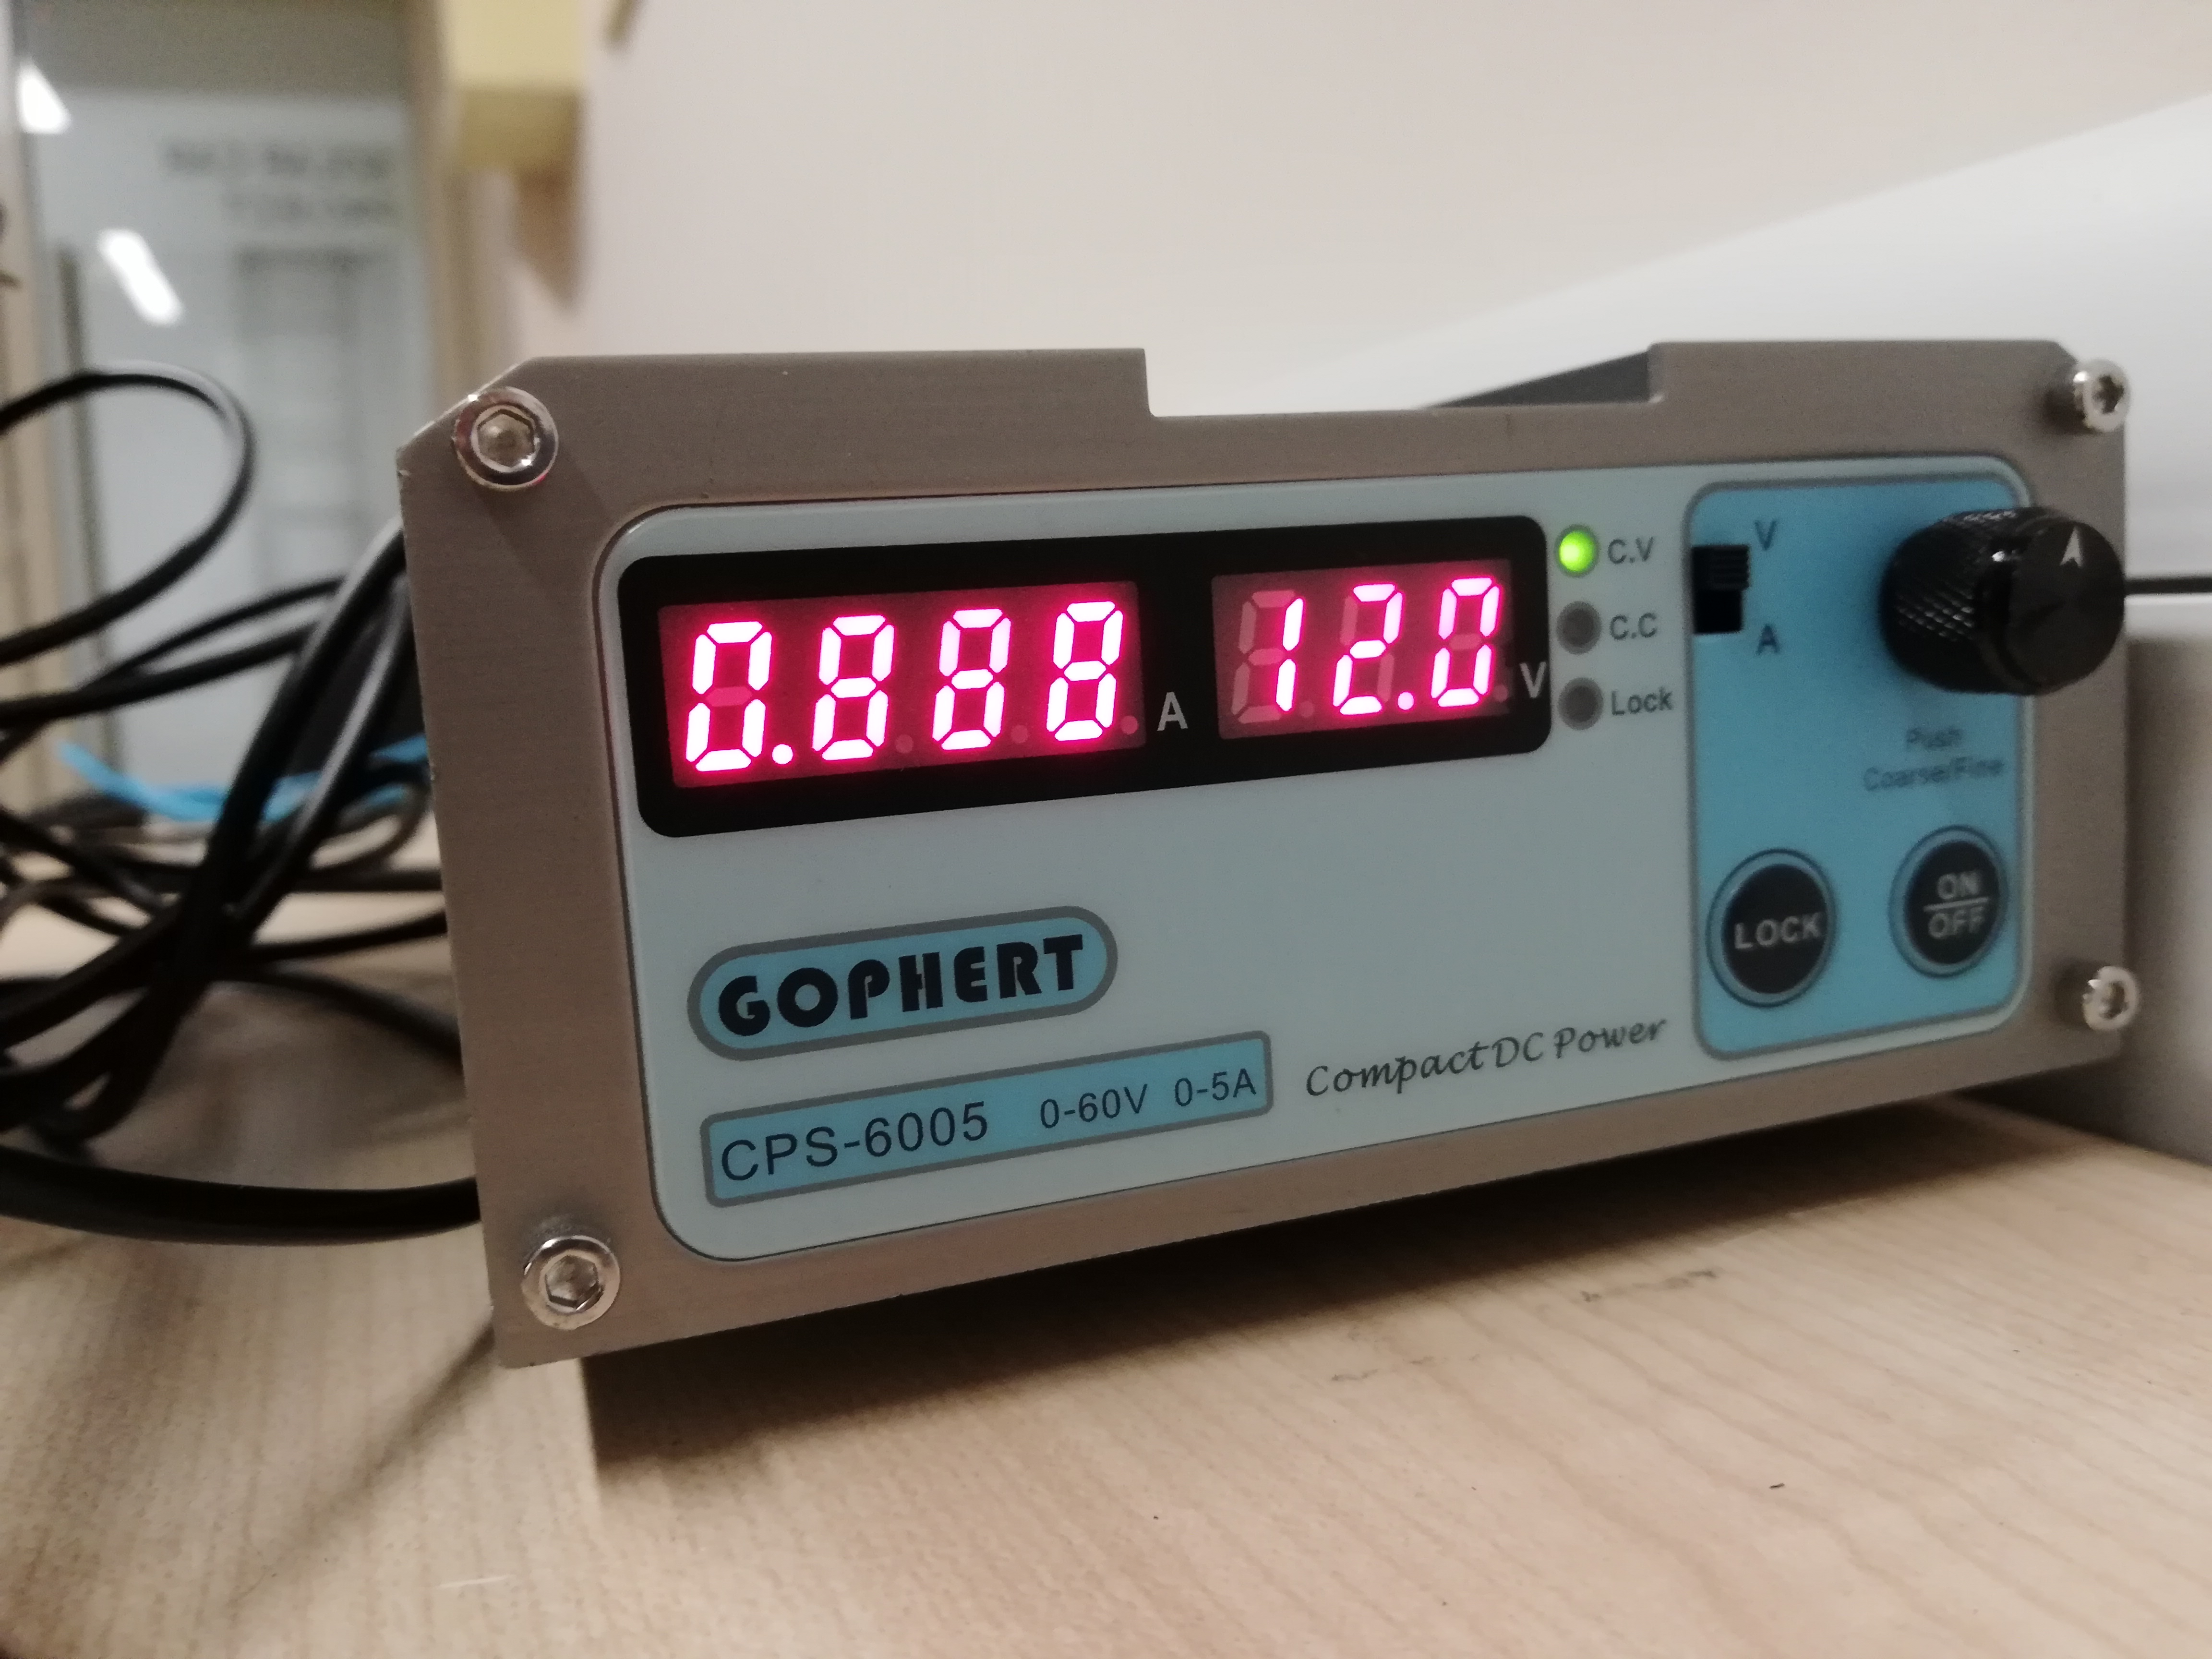 0.888 A 12.0 V
C.V
C.C
Lock
V
A
Push
Coarse/Fine
LOCK
ON
OFF
GOPHERT
CPS-6005 0-60V 0-5A
Compact DC Power